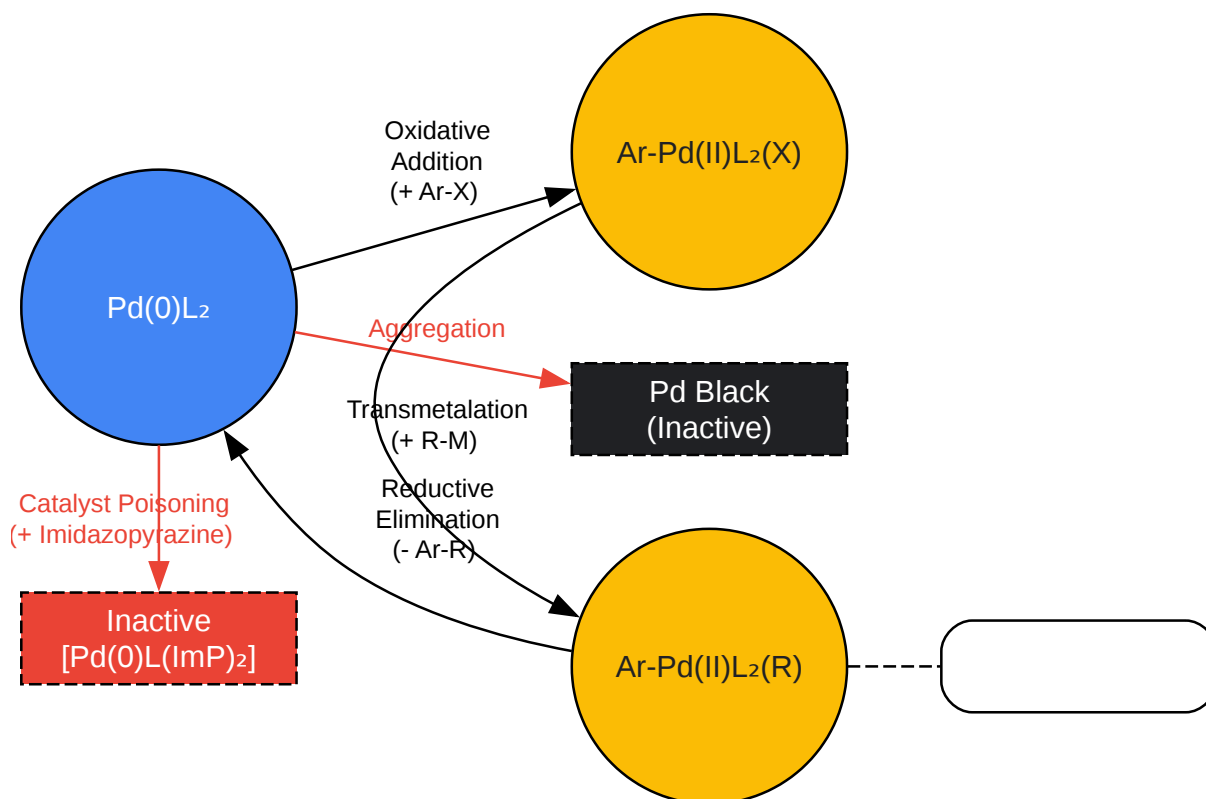 Oxidative
Addition
(+ Ar-X)
Ar-Pd(II)L₂(X)
Pd(0)L₂
Aggregation
Pd Black
(Inactive)
Transmetalation
(+ R-M)
Reductive
Elimination
(- Ar-R)
Catalyst Poisoning
(+ Imidazopyrazine)
Inactive
[Pd(0)L(ImP)₂]
Ar-Pd(II)L₂(R)